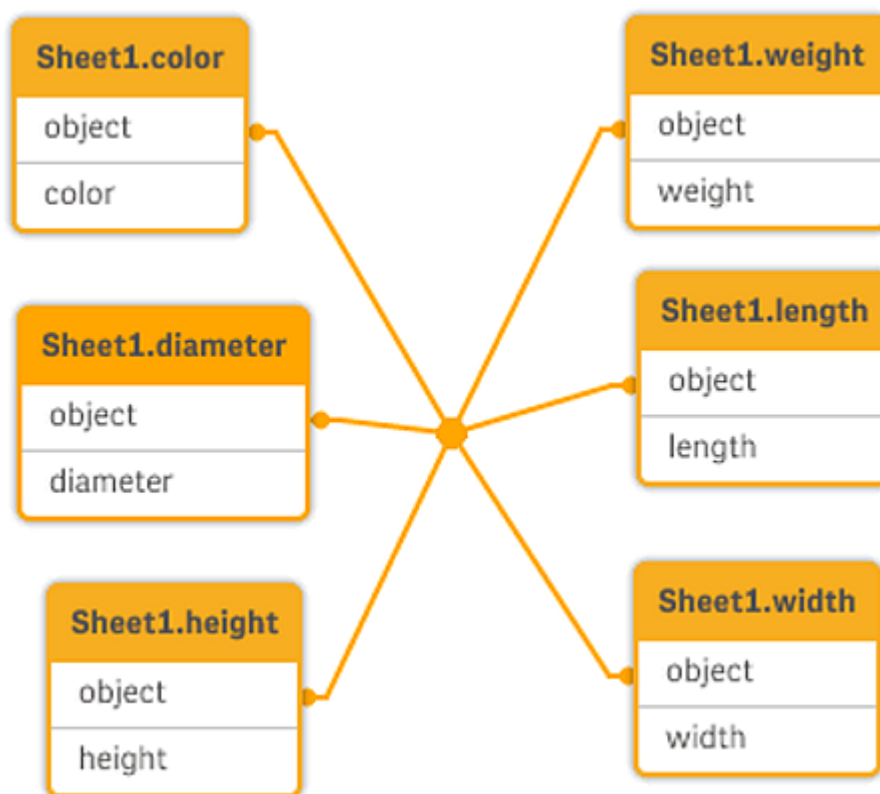 Sheet1.color
object
color
Sheet1.diameter
object
diameter
Sheet1.height
object
height
Sheet1.weight
object
weight
Sheet1.length
object
length
Sheet1.width
object
width